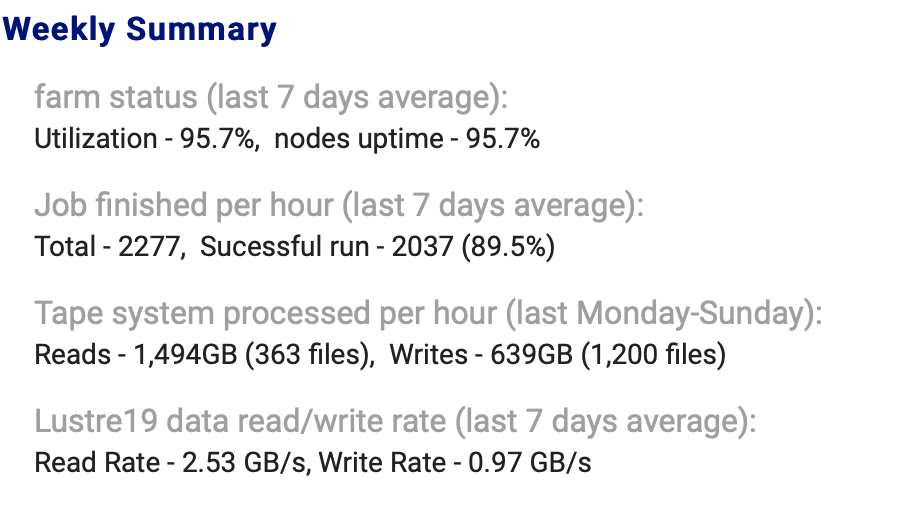 Weekly Summary
farm status (last 7 days average):
Utilization - 95.7%,  nodes uptime - 95.7%
Job finished per hour (last 7 days average):
Total - 2277,  Sucessful run - 2037 (89.5%)
Tape system processed per hour (last Monday-Sunday):
Reads - 1,494GB (363 files),  Writes - 639GB (1,200 files)
Lustre19 data read/write rate (last 7 days average):
Read Rate - 2.53 GB/s, Write Rate - 0.97 GB/s